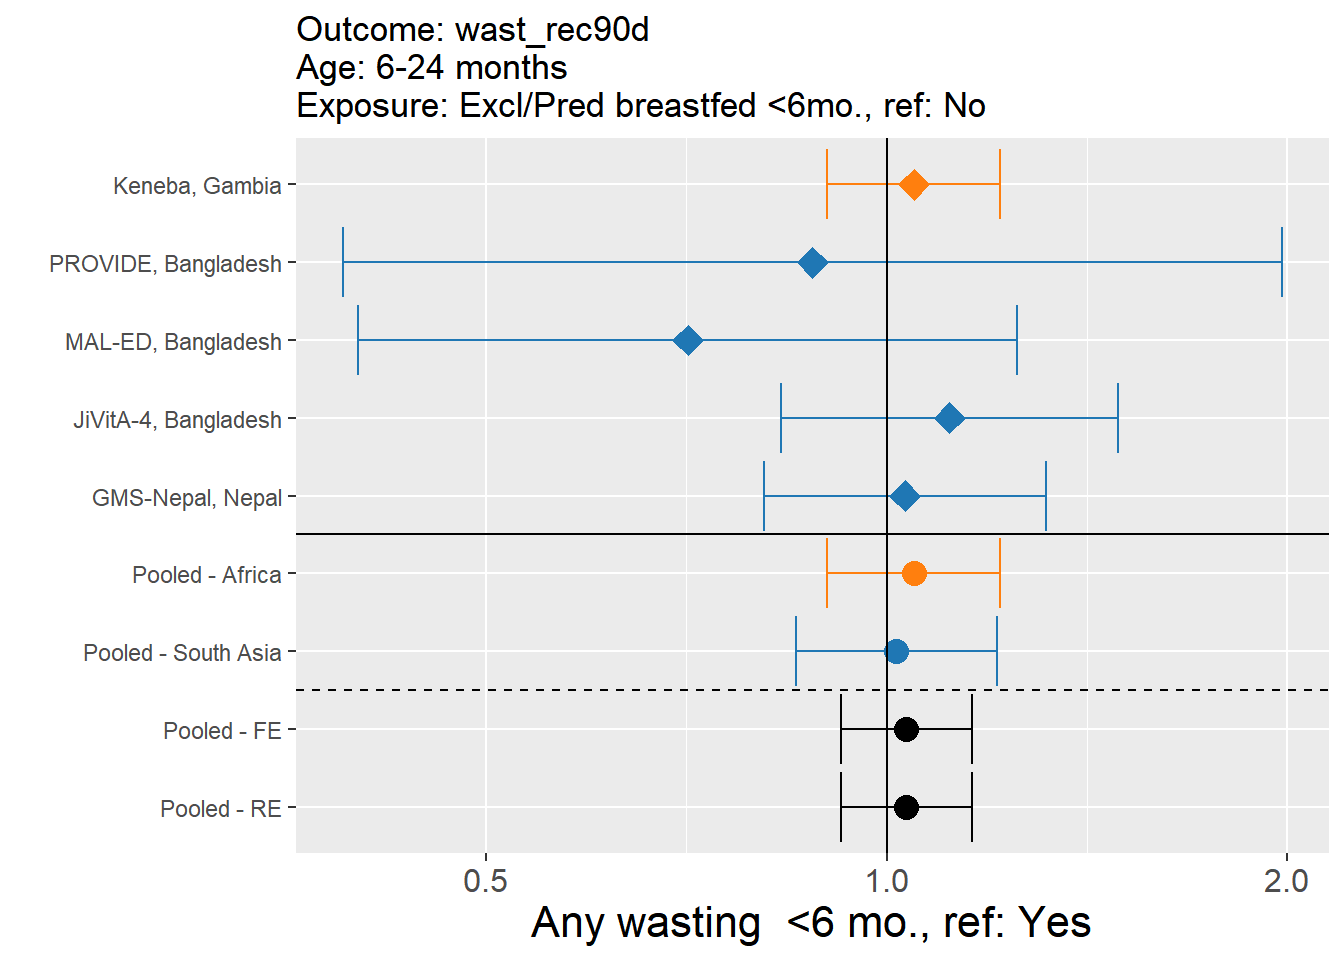 Outcome: wast_rec90d
Age: 6-24 months
Exposure: Excl/Pred breastfed <6mo., ref: No
Keneba, Gambia
PROVIDE, Bangladesh
MAL-ED, Bangladesh
JiVitA-4, Bangladesh
GMS-Nepal, Nepal
Pooled - Africa
Pooled - South Asia
Pooled - FE
Pooled - RE
0.5 1.0 2.0
Any wasting  <6 mo., ref: Yes